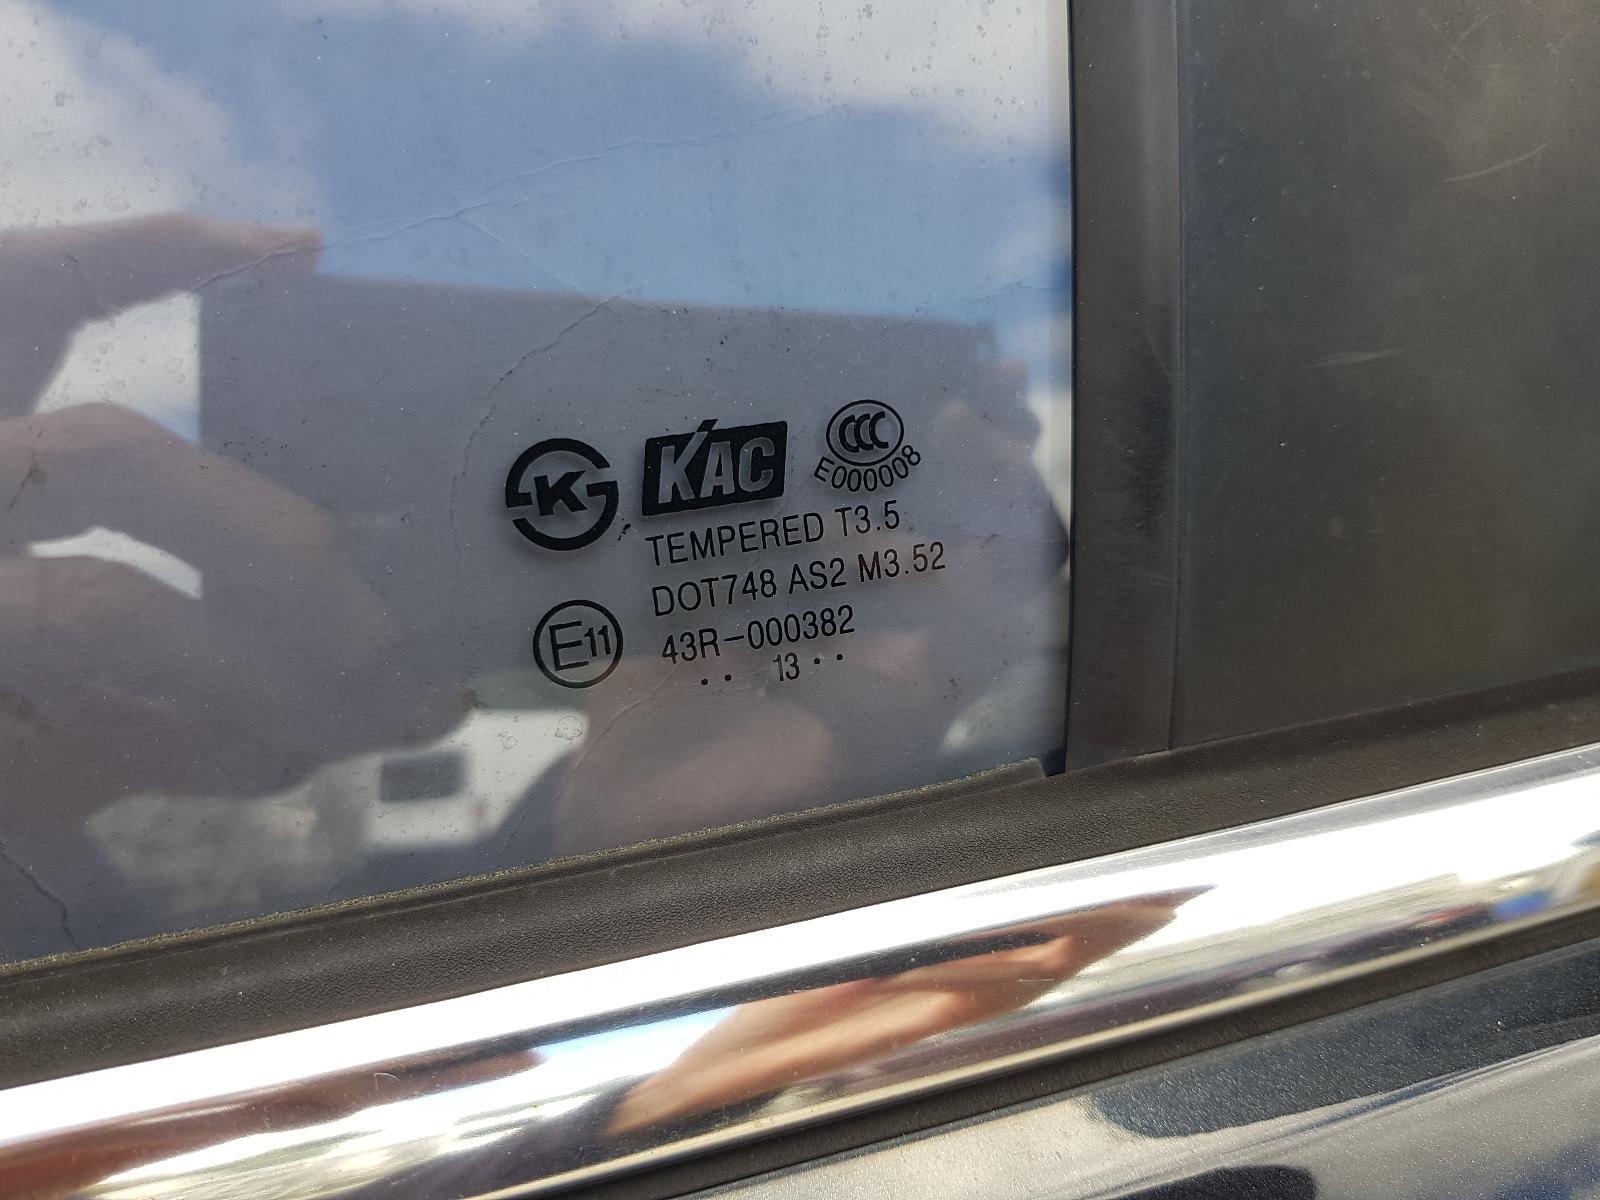 K
KAC
CCC
E000008
TEMPERED T3.5
DOT748 AS2 M3.52
E11
43R-000382
.. 13 ..